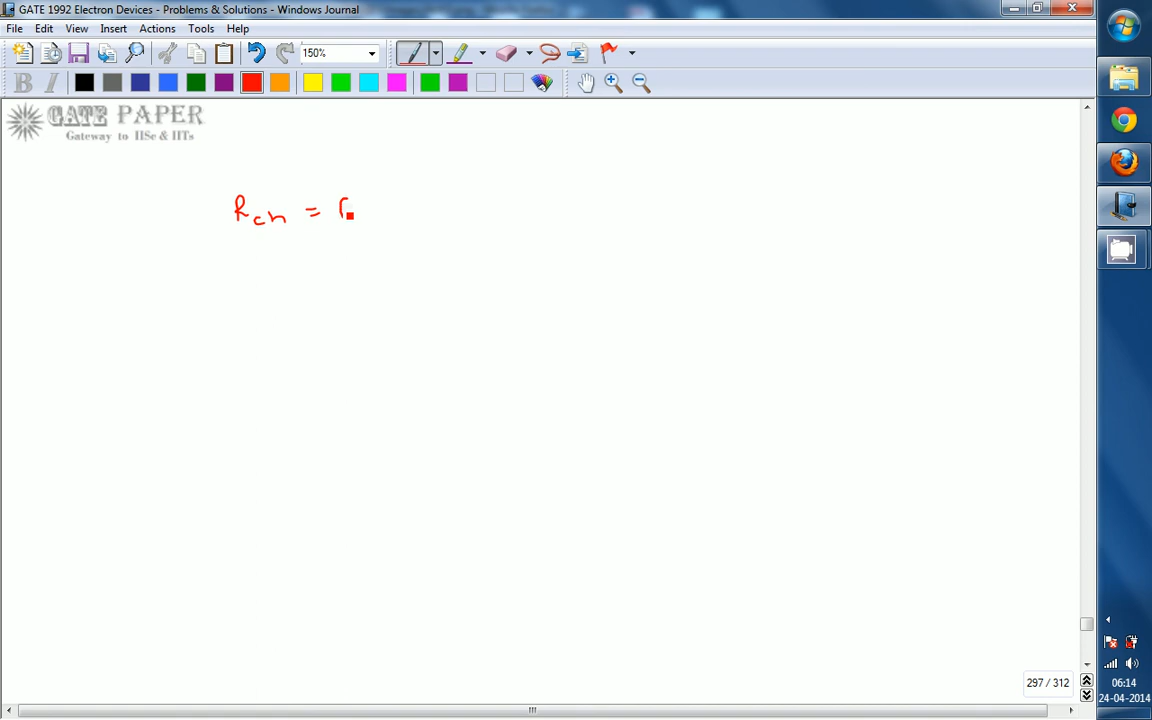 GATE 1992 Electron Devices - Problems & Solutions - Windows Journal
File Edit View Insert Actions Tools Help
150%
B I
GATE PAPER
Gateway to IISc & IITs
R_ch =
297 / 312
06:14
24-04-2014